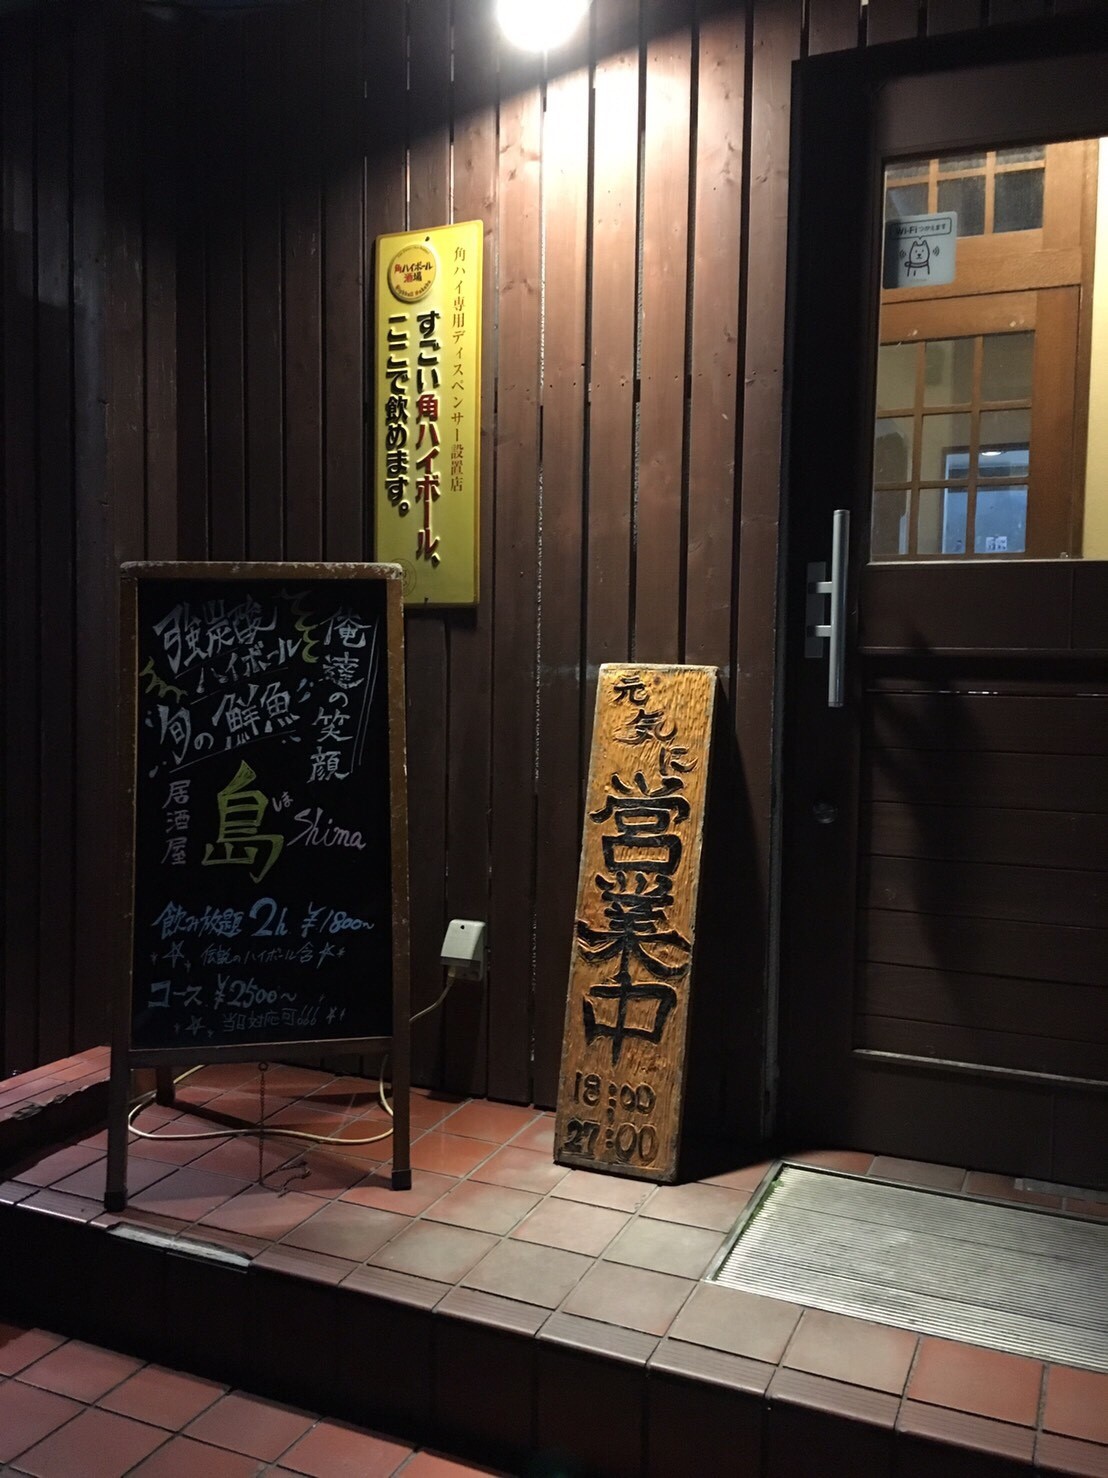 角ハイボール
酒場
角ハイ専用ディスペンサー設置店
すごい角ハイボール、
ここで飲めます。
Wi-Fiつかえます
俺達の笑顔
強炭酸
ハイボール
旬の鮮魚
居酒屋
島
Shima
飲み放題 2h ¥1800〜
伝説のハイボール含
コース ¥2500〜
当日対応可!!!
元気に
営業中
18:00
27:00